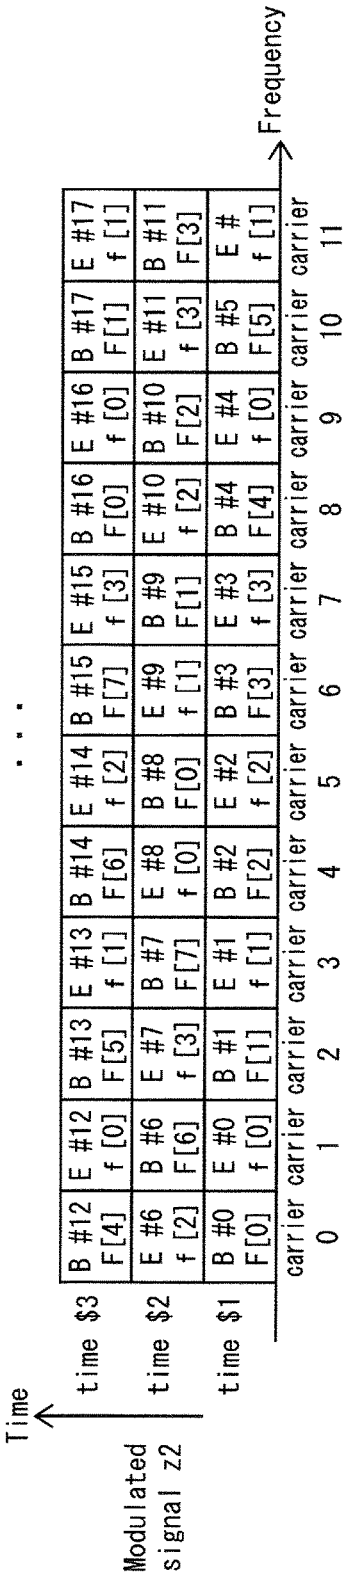 Time
. . .
Modulated
signal z2
time $3
B #12 E #12 B #13 E #13 B #14 E #14 B #15 E #15 B #16 E #16 B #17 E #17
F[4] f [0] F[5] f [1] F[6] f [2] F[7] f [3] F[0] f [0] F[1] f [1]
time $2
E #6 B #6 E #7 B #7 E #8 B #8 E #9 B #9 E #10 B #10 E #11 B #11
f [2] F[6] f [3] F[7] f [0] F[0] f [1] F[1] f [2] F[2] f [3] F[3]
time $1
B #0 E #0 B #1 E #1 B #2 E #2 B #3 E #3 B #4 E #4 B #5 E #
F[0] f [0] F[1] f [1] F[2] f [2] F[3] f [3] F[4] f [0] F[5] f [1]
Frequency
carrier carrier carrier carrier carrier carrier carrier carrier carrier carrier carrier carrier
0 1 2 3 4 5 6 7 8 9 10 11